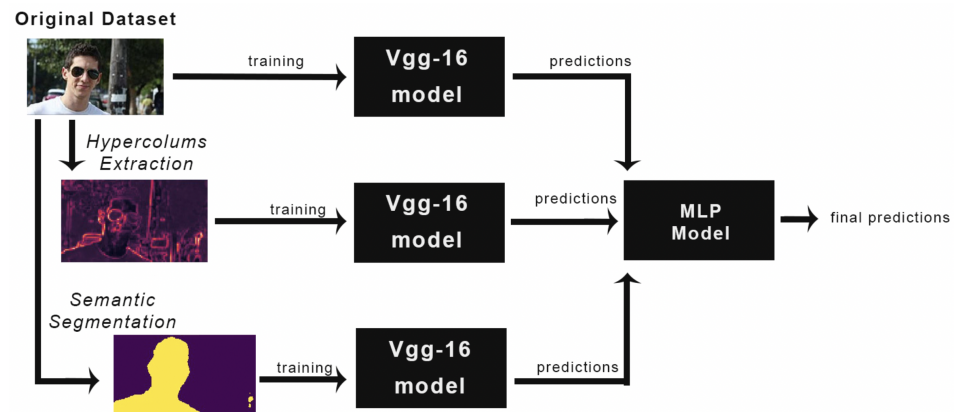 Original Dataset
training
Vgg-16
model
predictions
Hypercolums
Extraction
training
Vgg-16
model
predictions
MLP
Model
final predictions
Semantic
Segmentation
training
Vgg-16
model
predictions